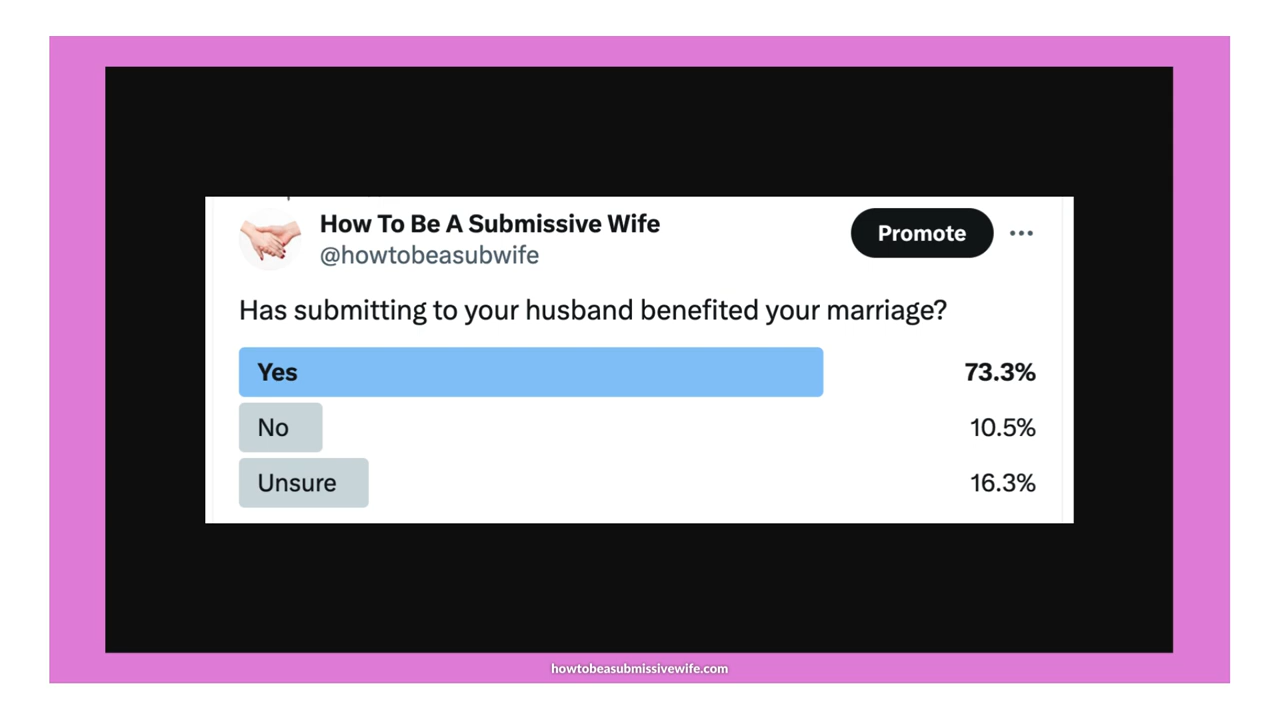 How To Be A Submissive Wife
Promote
@howtobeasubwife
Has submitting to your husband benefited your marriage?
Yes 73.3%
No 10.5%
Unsure 16.3%
howtobeasubmissivewife.com